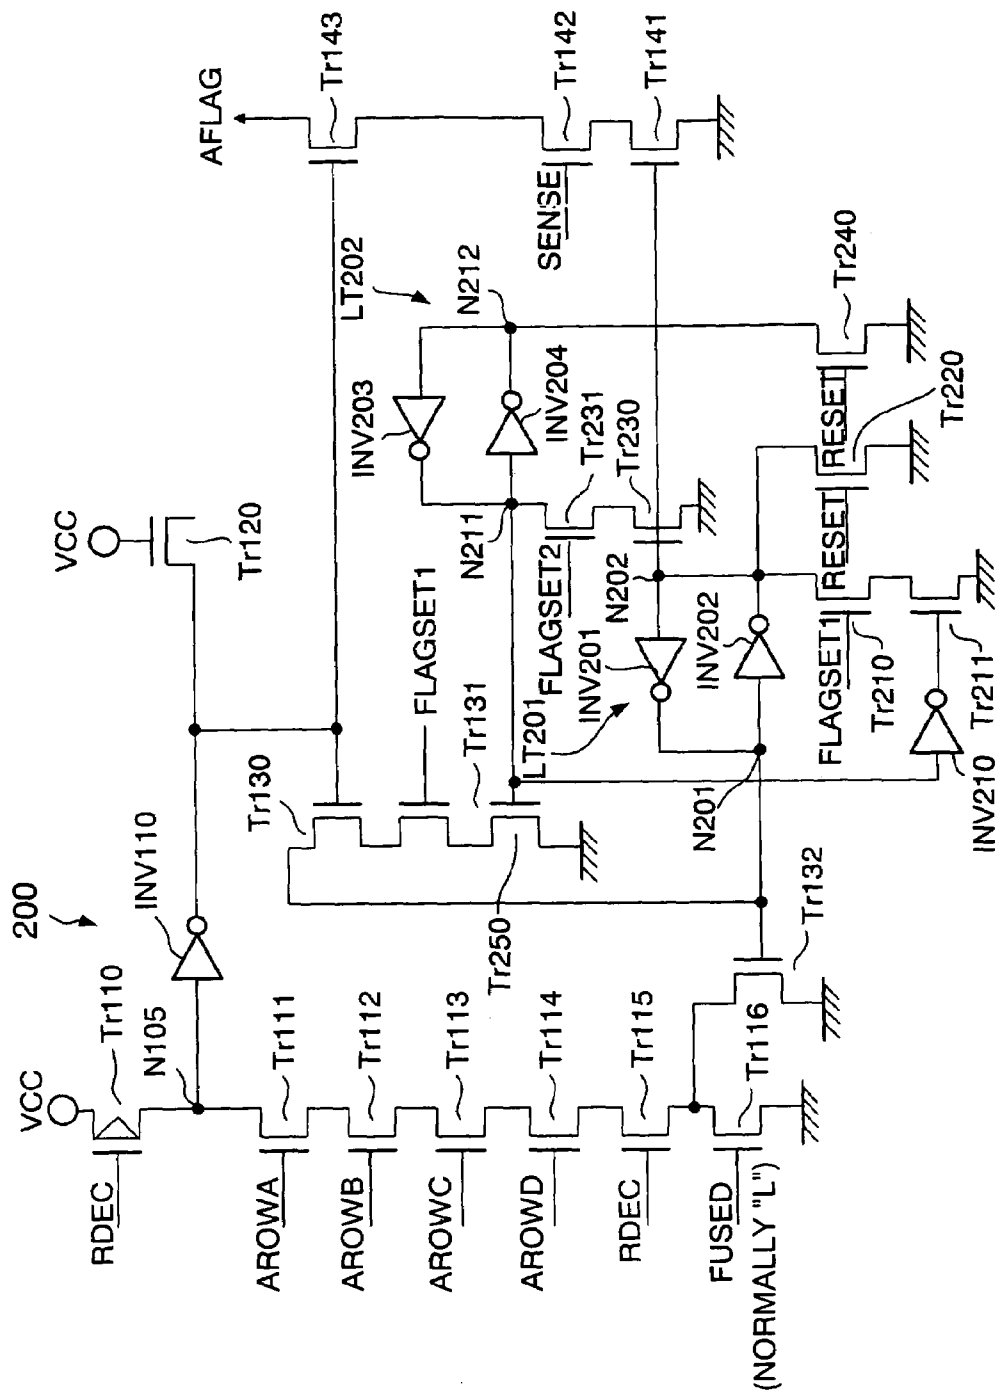 200
VCC
RDEC
Tr110
N105
INV110
VCC
Tr120
AROWA
Tr111
AROWB
Tr112
AROWC
Tr113
AROWD
Tr114
RDEC
Tr115
FUSED
(NORMALLY "L")
Tr116
Tr132
Tr130
FLAGSET1
Tr131
Tr250
AFLAG
Tr143
LT202
N212
INV203
INV204
N211
FLAGSET2
Tr231
Tr230
SENSE
Tr142
Tr141
N202
INV201
LT201
INV202
N201
FLAGSET1
Tr210
INV210
Tr211
RESET
Tr220
RESET
Tr240